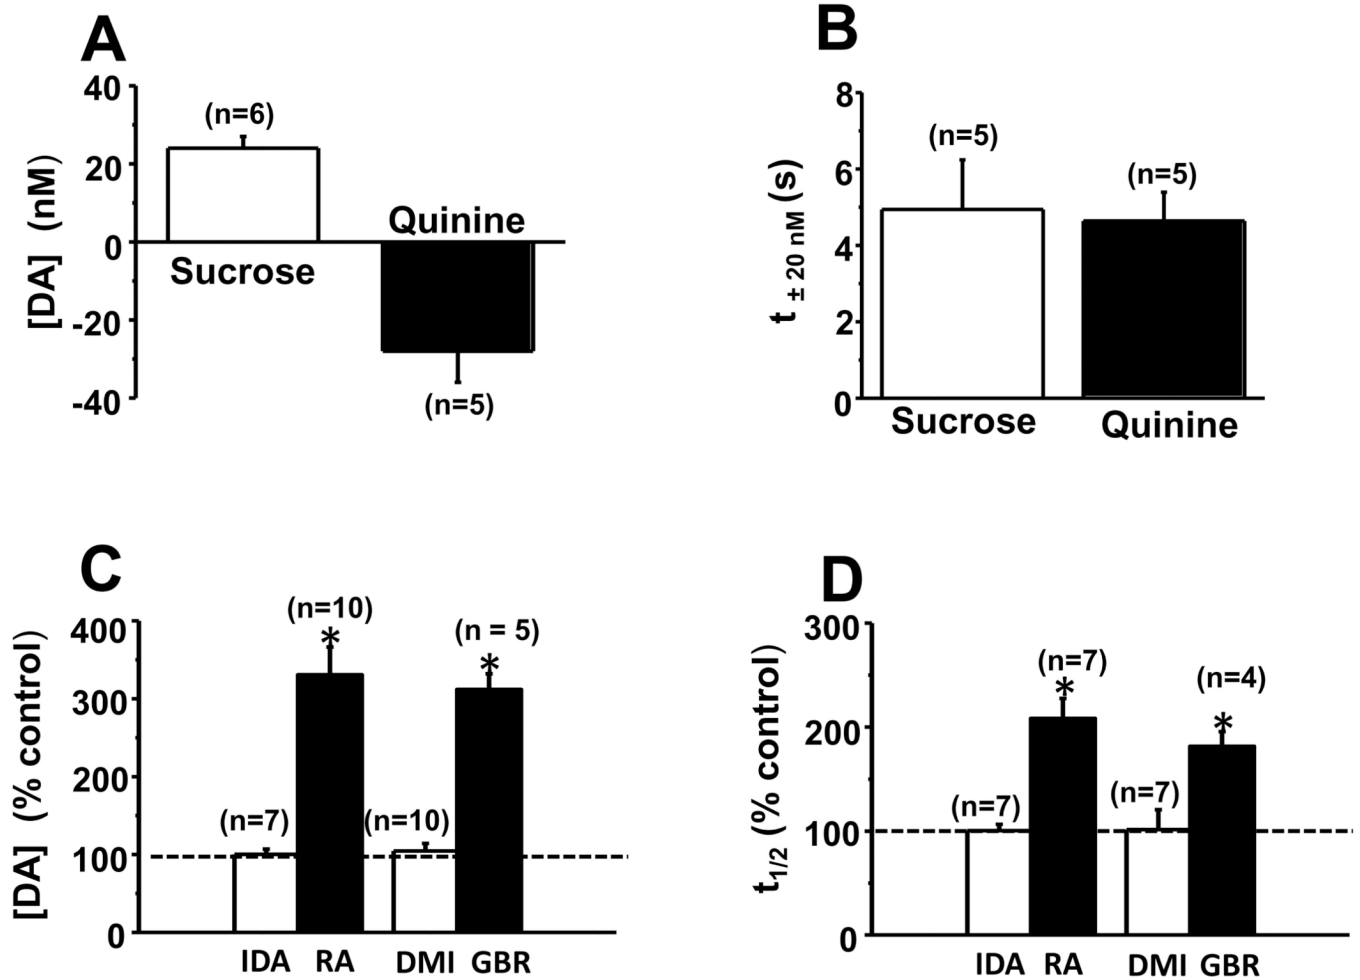 A
[DA] (nM)
40
20
0
-20
-40
(n=6)
Quinine
Sucrose
(n=5)
B
t ± 20 nM (s)
8
6
4
2
0
(n=5)
(n=5)
Sucrose
Quinine
C
[DA] (% control)
400
300
200
100
0
(n=10)
*
(n = 5)
*
(n=7)
(n=10)
IDA RA DMI GBR
D
t1/2 (% control)
300
200
100
0
(n=7)
*
(n=4)
*
(n=7)
(n=7)
IDA RA DMI GBR